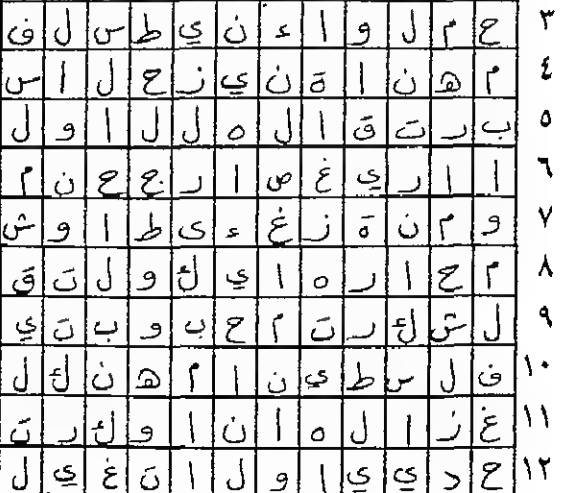 ٣ ح م ل و ا ء ن ي ط س ل ف
٤ م ه ن ا ة ن ي ز ح ل ا س
٥ ب ر ت ق ا ل ه ل ل ا و ل
٦ ا ا ر ي غ ص ا ر ج ح ن م
٧ و م ن ة ز غ ء ى ط ا و ش
٨ م ح ا ر ه ا ي ك و ل ت ق
٩ ل ش ك ر ت م ح ب و ب ت ي
١٠ ف ل س ط ي ن ا م ه ن ك ل
١١ غ ز ا ل ه ا ن ا و ك ر ت
١٢ ح د ي ي ا و ل ا ن غ ي ل